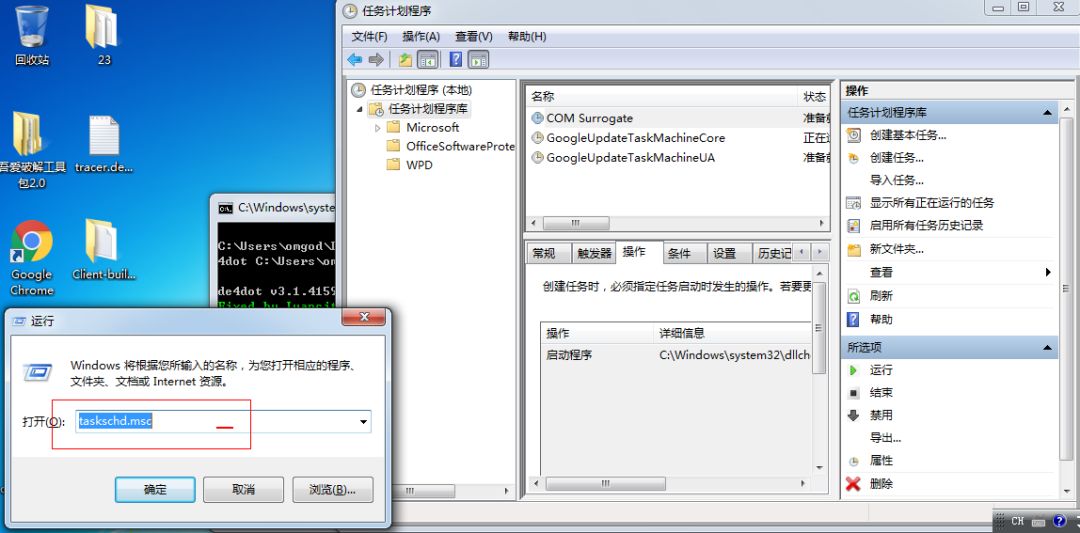 回收站
23
吾爱破解工具
包2.0
tracer.de...
Google
Chrome
Client-buil...
C:\Windows\syste
C:\Users\omgod\I
4dot C:\Users\om
de4dot v3.1.4159
运行
Windows 将根据您所输入的名称，为您打开相应的程序、
文件夹、文档或 Internet 资源。
打开(O):
taskschd.msc
确定
取消
浏览(B)...
任务计划程序
文件(F) 操作(A) 查看(V) 帮助(H)
任务计划程序 (本地)
任务计划程序库
Microsoft
OfficeSoftwareProte
WPD
名称 状态
COM Surrogate 准备
GoogleUpdateTaskMachineCore 正在
GoogleUpdateTaskMachineUA 准备
常规 触发器 操作 条件 设置 历史记
创建任务时，必须指定任务启动时发生的操作。若要更
操作 详细信息
启动程序 C:\Windows\system32\dllch
操作
任务计划程序库
创建基本任务...
创建任务...
导入任务...
显示所有正在运行的任务
启用所有任务历史记录
新文件夹...
查看
刷新
帮助
所选项
运行
结束
禁用
导出...
属性
删除
CH